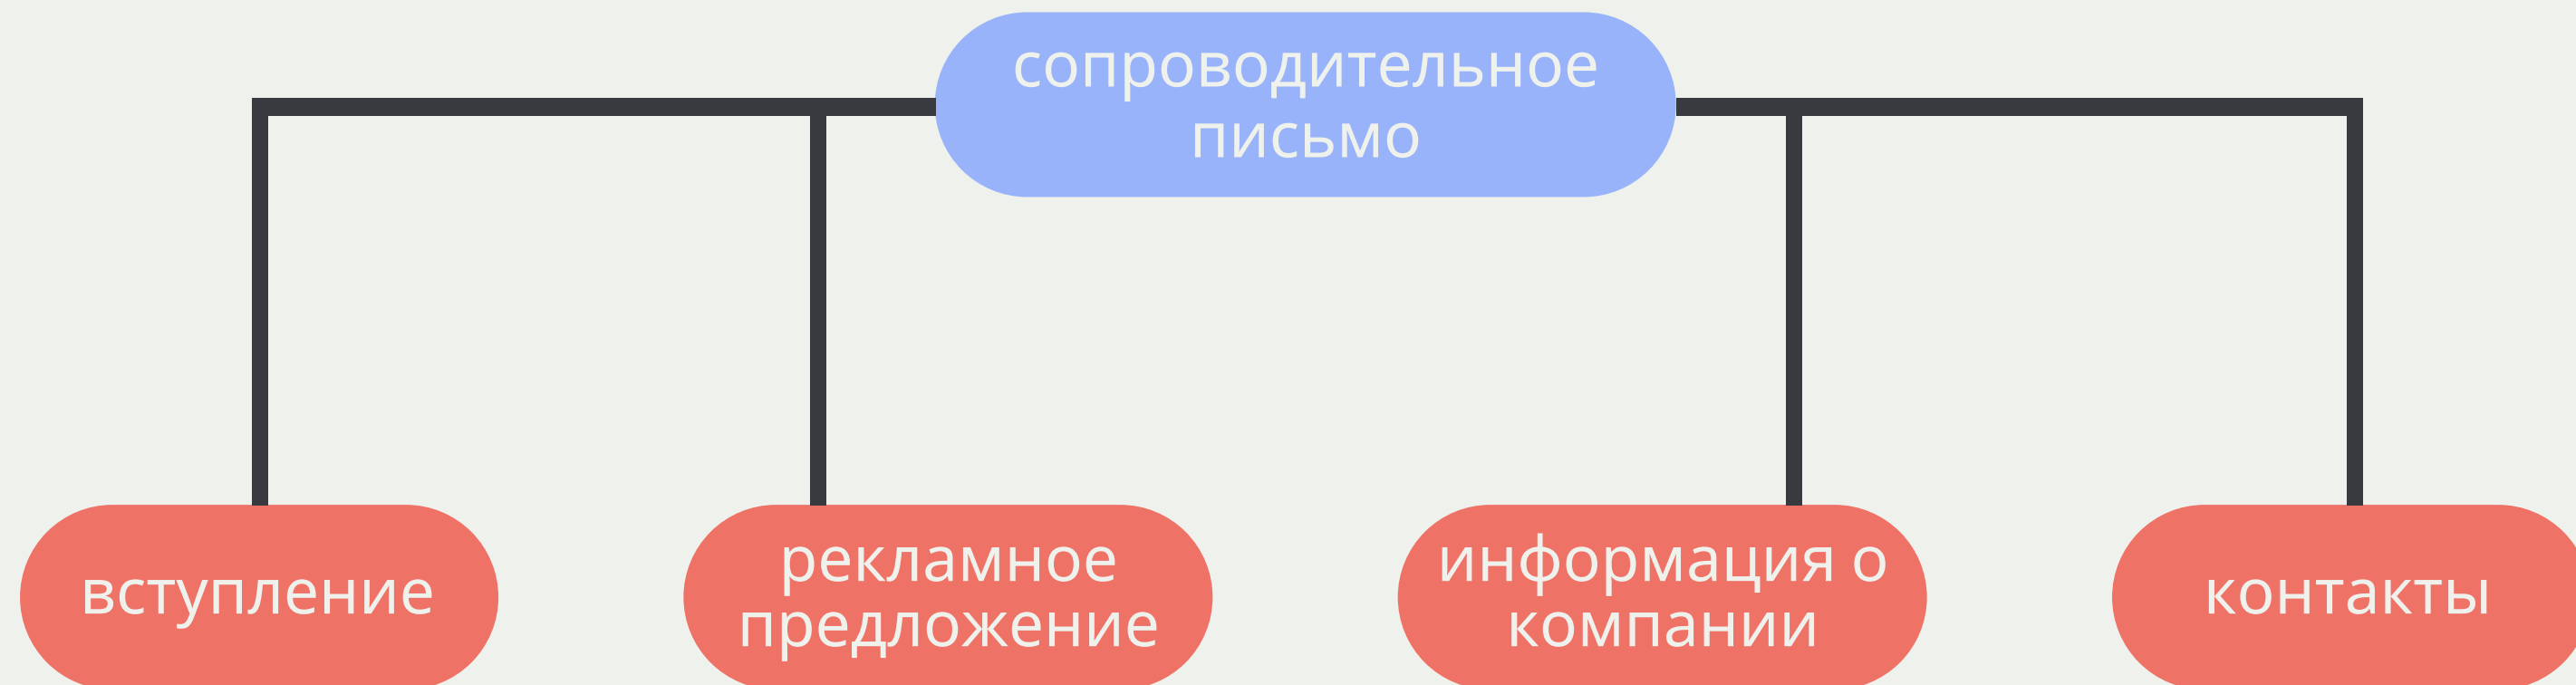 сопроводительное
письмо
вступление
рекламное
предложение
информация о
компании
контакты